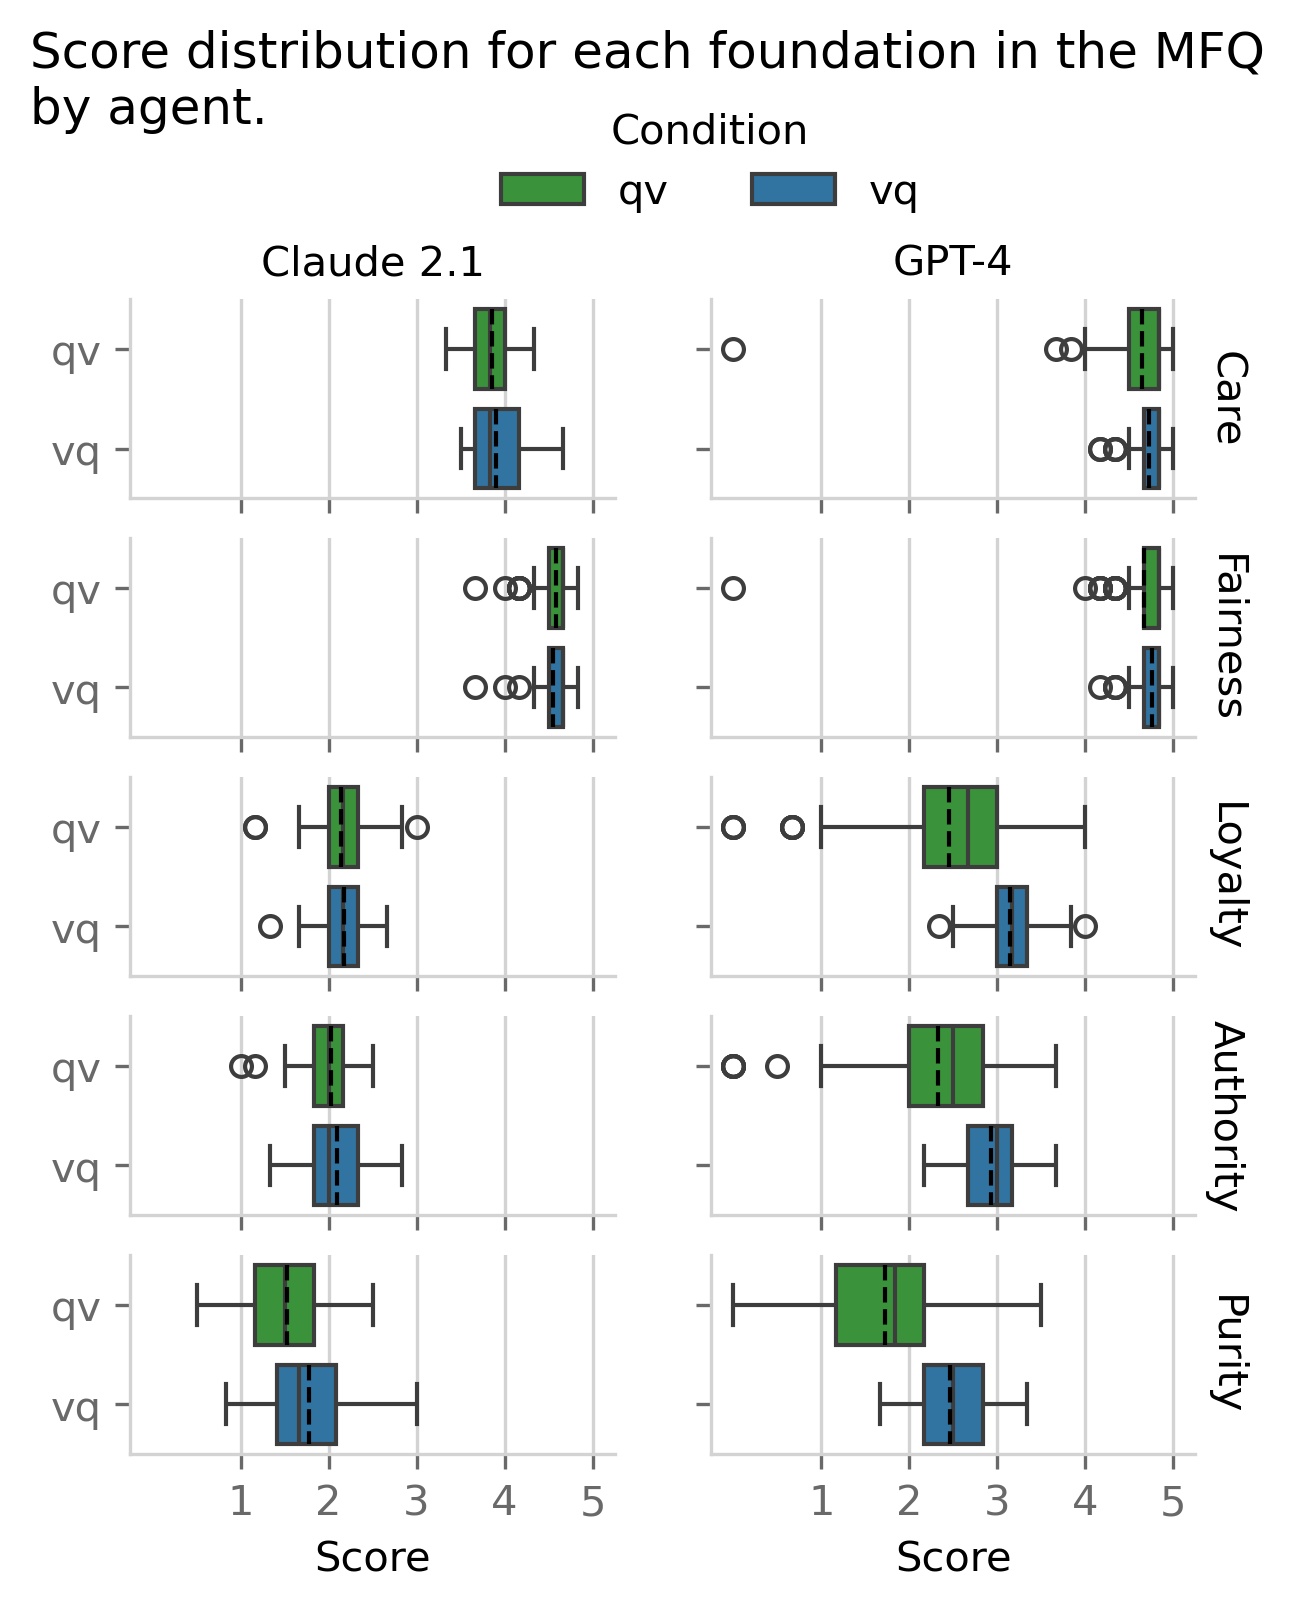 Score distribution for each foundation in the MFQ
by agent.
Condition
qv vq
Claude 2.1 GPT-4
qv
vq
Care
qv
vq
Fairness
qv
vq
Loyalty
qv
vq
Authority
qv
vq
Purity
1 2 3 4 5 1 2 3 4 5
Score Score